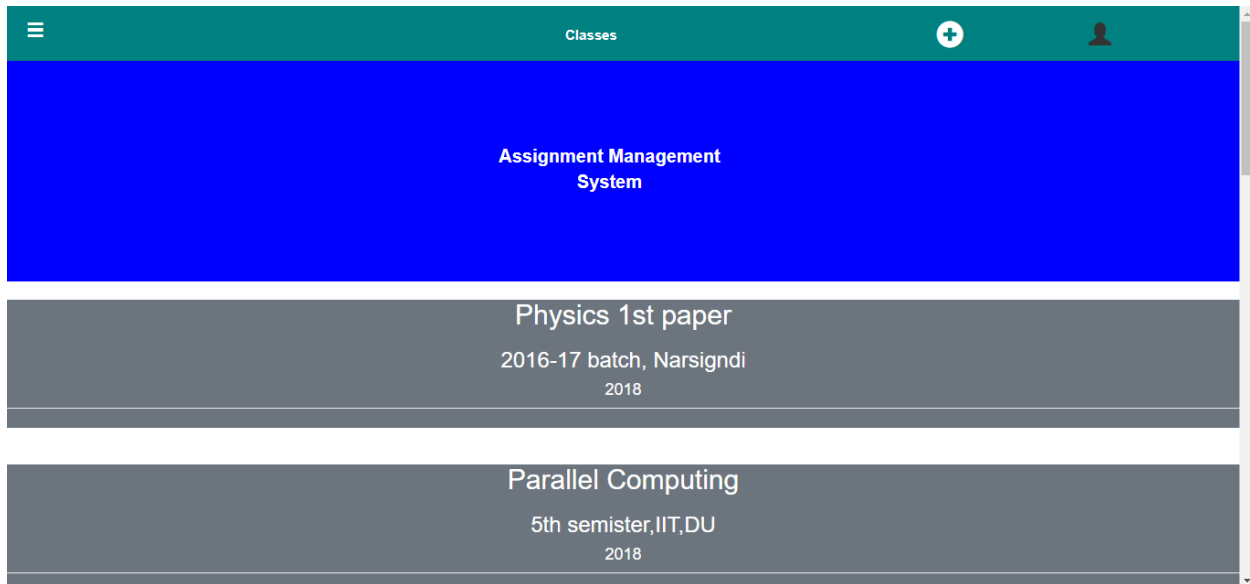 Classes
Assignment Management
System
Physics 1st paper
2016-17 batch, Narsigndi
2018
Parallel Computing
5th semister,IIT,DU
2018